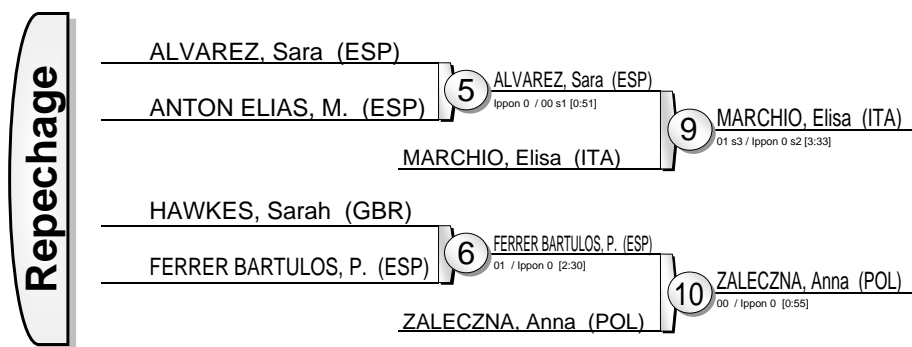 Repechage
ALVAREZ, Sara (ESP)
ANTON ELIAS, M. (ESP)
5
ALVAREZ, Sara (ESP)
Ippon 0 / 00 s1 [0:51]
MARCHIO, Elisa (ITA)
9
MARCHIO, Elisa (ITA)
01 s3 / Ippon 0 s2 [3:33]
HAWKES, Sarah (GBR)
FERRER BARTULOS, P. (ESP)
6
FERRER BARTULOS, P. (ESP)
01 / Ippon 0 [2:30]
ZALECZNA, Anna (POL)
10
ZALECZNA, Anna (POL)
00 / Ippon 0 [0:55]